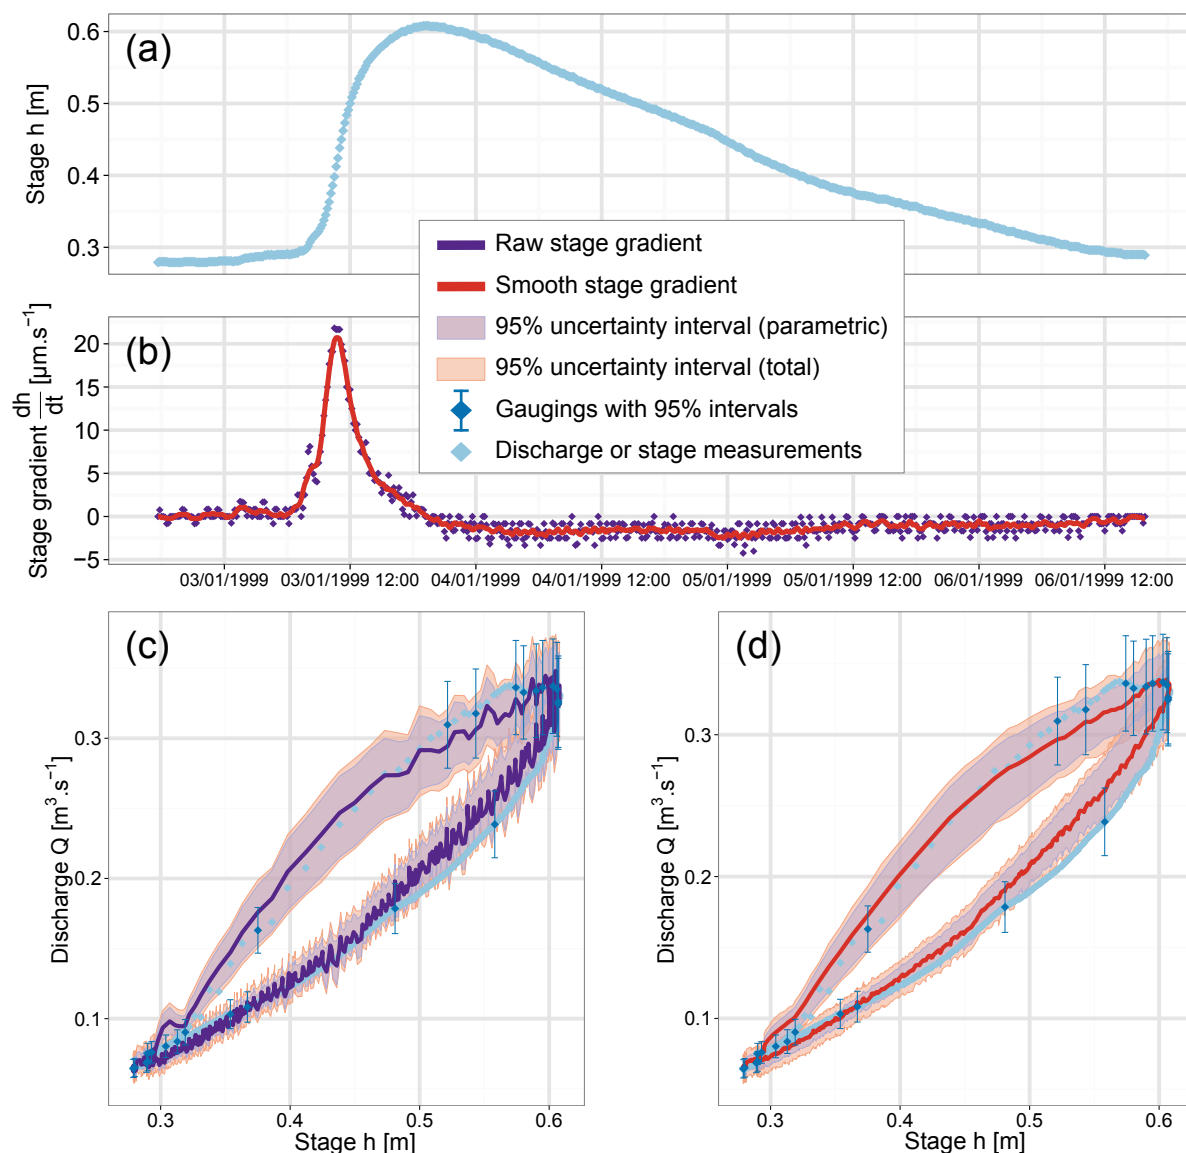 (a)
Stage h [m]
0.6
0.5
0.4
0.3
Raw stage gradient
Smooth stage gradient
95% uncertainty interval (parametric)
95% uncertainty interval (total)
Gaugings with 95% intervals
Discharge or stage measurements
(b)
Stage gradient dh/dt [µm.s⁻¹]
20
15
10
5
0
−5
03/01/1999
03/01/1999 12:00
04/01/1999
04/01/1999 12:00
05/01/1999
05/01/1999 12:00
06/01/1999
06/01/1999 12:00
(c)
Discharge Q [m³.s⁻¹]
0.3
0.2
0.1
0.3
0.4
0.5
0.6
Stage h [m]
(d)
Discharge Q [m³.s⁻¹]
0.3
0.2
0.1
0.3
0.4
0.5
0.6
Stage h [m]